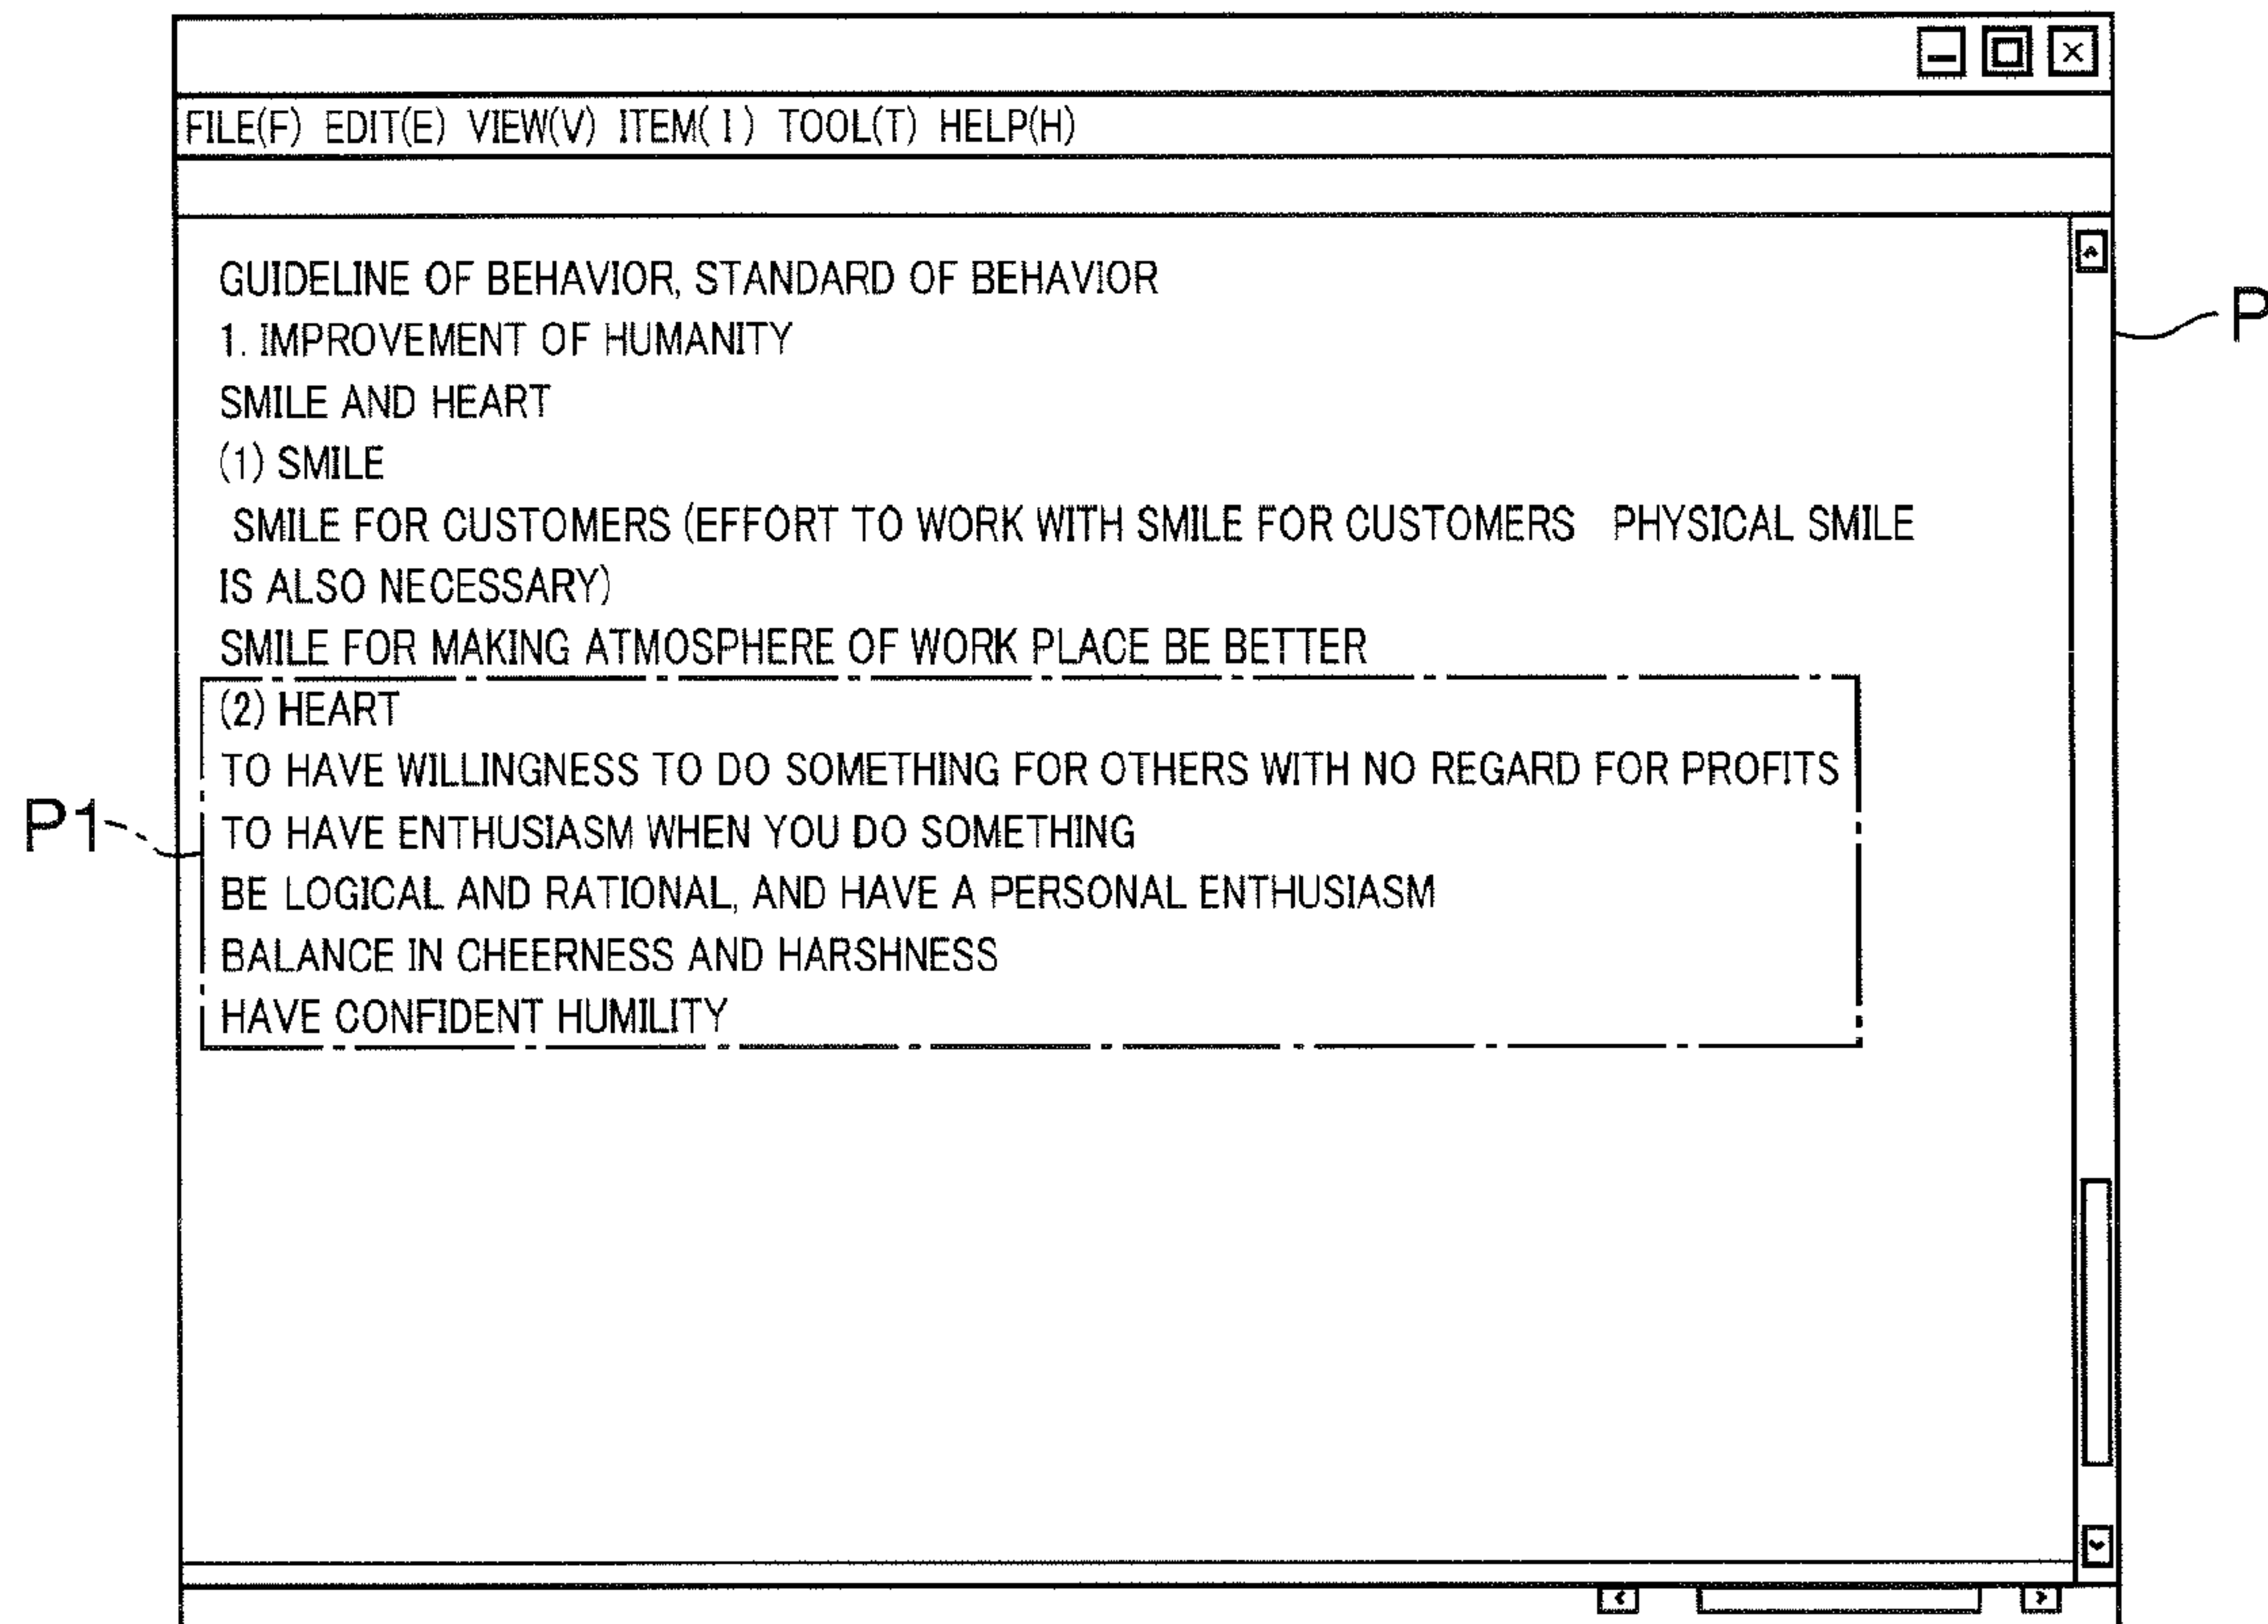 FILE(F) EDIT(E) VIEW(V) ITEM(I) TOOL(T) HELP(H)
GUIDELINE OF BEHAVIOR, STANDARD OF BEHAVIOR
P
1. IMPROVEMENT OF HUMANITY
SMILE AND HEART
(1) SMILE
SMILE FOR CUSTOMERS (EFFORT TO WORK WITH SMILE FOR CUSTOMERS PHYSICAL SMILE
IS ALSO NECESSARY)
SMILE FOR MAKING ATMOSPHERE OF WORK PLACE BE BETTER
(2) HEART
TO HAVE WILLINGNESS TO DO SOMETHING FOR OTHERS WITH NO REGARD FOR PROFITS
P1
TO HAVE ENTHUSIASM WHEN YOU DO SOMETHING
BE LOGICAL AND RATIONAL, AND HAVE A PERSONAL ENTHUSIASM
BALANCE IN CHEERNESS AND HARSHNESS
HAVE CONFIDENT HUMILITY